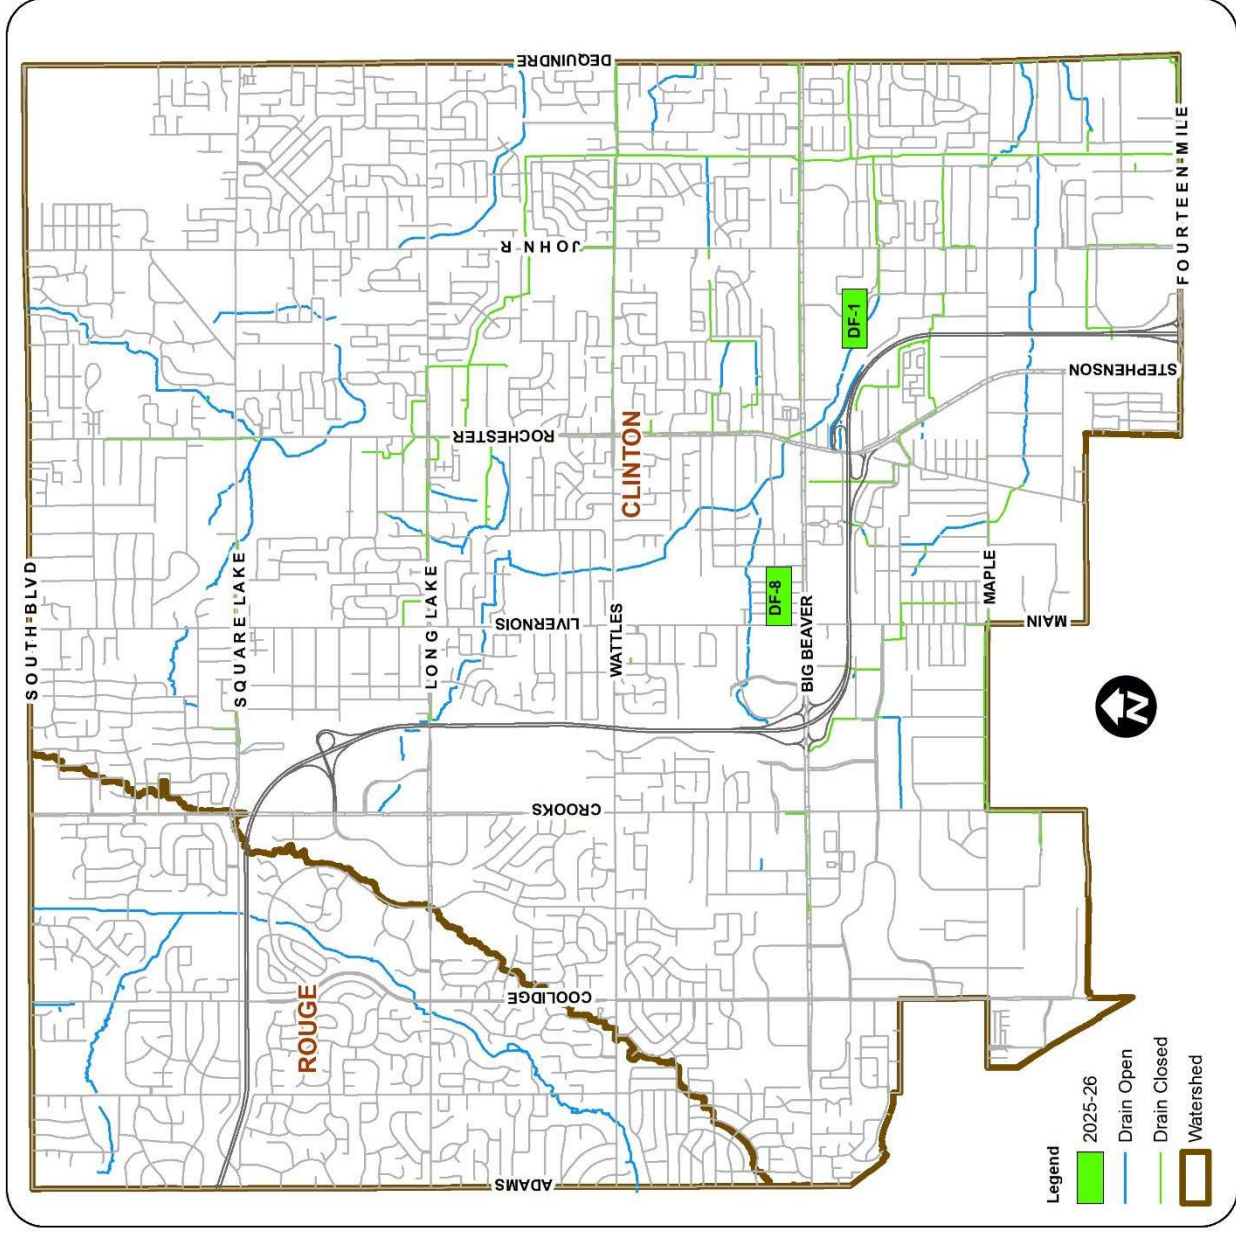 SOUTH BLVD
SQUARE LAKE
LONG LAKE
WATTLES
BIG BEAVER
MAPLE
FOURTEEN MILE
ADAMS
COOLIDGE
CROOKS
LIVERNOIS
MAIN
ROCHESTER
STEPHENSON
JOHN R
DEQUINDRE
ROUGE
CLINTON
DF-8
DF-1
N
Legend
2025-26
Drain Open
Drain Closed
Watershed